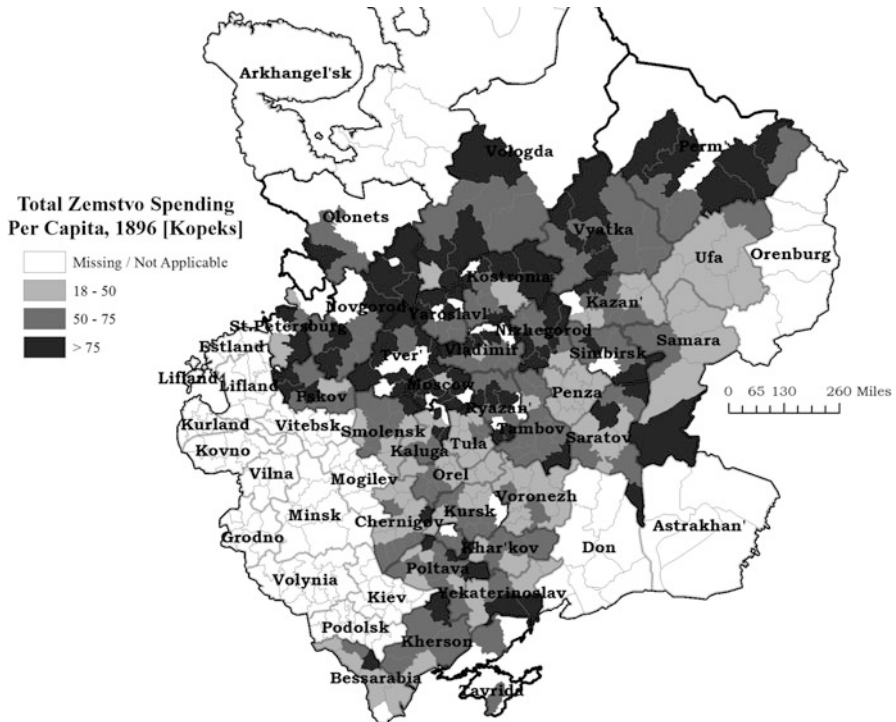 Arkhangel'sk
Vologda
Perm'
Total Zemstvo Spending
Per Capita, 1896 [Kopeks]
Missing / Not Applicable
18 - 50
50 - 75
> 75
Olonets
Vyatka
Ufa
Orenburg
Kostroma
Novgorod
Yaroslavl'
Kazan'
St.Petersburg
Nizhegorod
Samara
Estland
Tver'
Vladimir
Simbirsk
Lifland
Lifland
Pskov
Moscow
Penza
0 65 130 260 Miles
Kurland
Vitebsk
Smolensk
Ryazan'
Tambov
Saratov
Kovno
Kaluga
Tula
Vilna
Mogilev
Orel
Voronezh
Minsk
Chernigov
Kursk
Astrakhan'
Grodno
Khar'kov
Don
Volynia
Poltava
Kiev
Yekaterinoslav
Podolsk
Kherson
Bessarabia
Tavrida